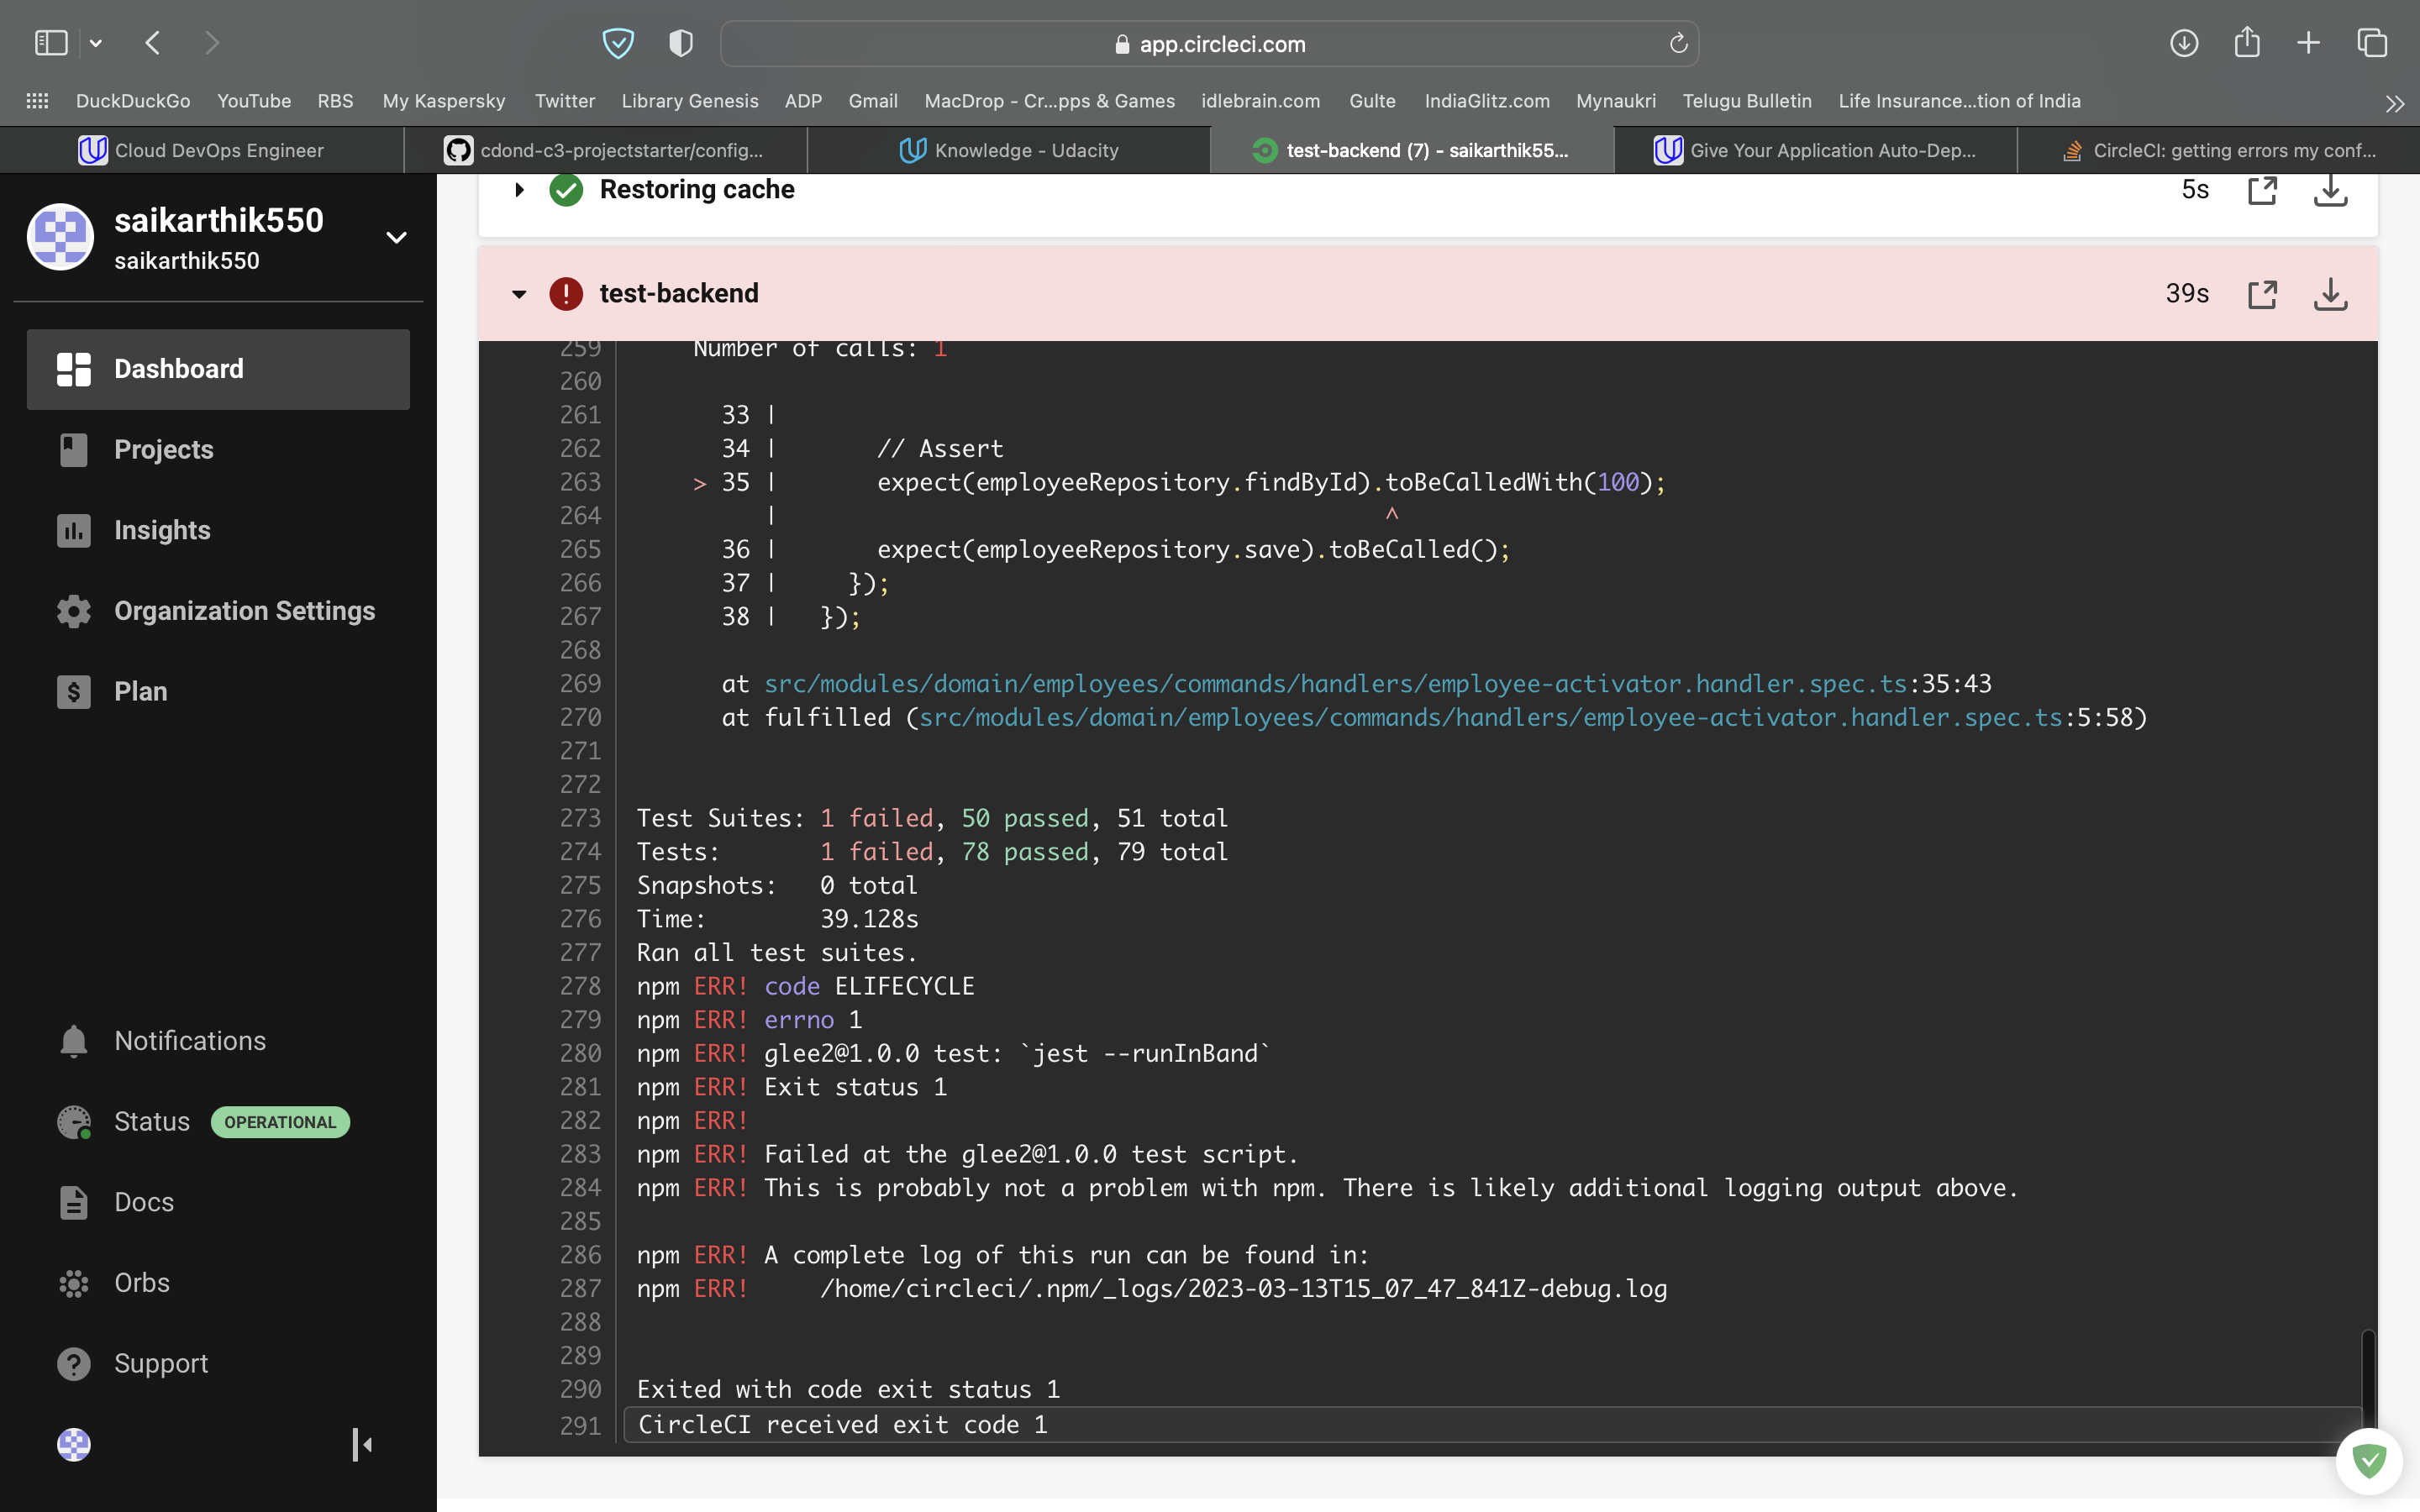 app.circleci.com
DuckDuckGo YouTube RBS My Kaspersky Twitter Library Genesis ADP Gmail MacDrop - Cr...pps & Games idlebrain.com Gulte IndiaGlitz.com Mynaukri Telugu Bulletin Life Insurance...tion of India
Cloud DevOps Engineer
cdond-c3-projectstarter/config...
Knowledge - Udacity
test-backend (7) - saikarthik55...
Give Your Application Auto-Dep...
CircleCI: getting errors my conf...
saikarthik550
saikarthik550
Dashboard
Projects
Insights
Organization Settings
Plan
Notifications
Status OPERATIONAL
Docs
Orbs
Support
Restoring cache 5s
test-backend 39s
259 Number of calls: 1
260
261 33 |
262 34 | // Assert
263 > 35 | expect(employeeRepository.findById).toBeCalledWith(100);
264 | ^
265 36 | expect(employeeRepository.save).toBeCalled();
266 37 | });
267 38 | });
268
269 at src/modules/domain/employees/commands/handlers/employee-activator.handler.spec.ts:35:43
270 at fulfilled (src/modules/domain/employees/commands/handlers/employee-activator.handler.spec.ts:5:58)
271
272
273 Test Suites: 1 failed, 50 passed, 51 total
274 Tests: 1 failed, 78 passed, 79 total
275 Snapshots: 0 total
276 Time: 39.128s
277 Ran all test suites.
278 npm ERR! code ELIFECYCLE
279 npm ERR! errno 1
280 npm ERR! glee2@1.0.0 test: `jest --runInBand`
281 npm ERR! Exit status 1
282 npm ERR!
283 npm ERR! Failed at the glee2@1.0.0 test script.
284 npm ERR! This is probably not a problem with npm. There is likely additional logging output above.
285
286 npm ERR! A complete log of this run can be found in:
287 npm ERR! /home/circleci/.npm/_logs/2023-03-13T15_07_47_841Z-debug.log
288
289
290 Exited with code exit status 1
291 CircleCI received exit code 1